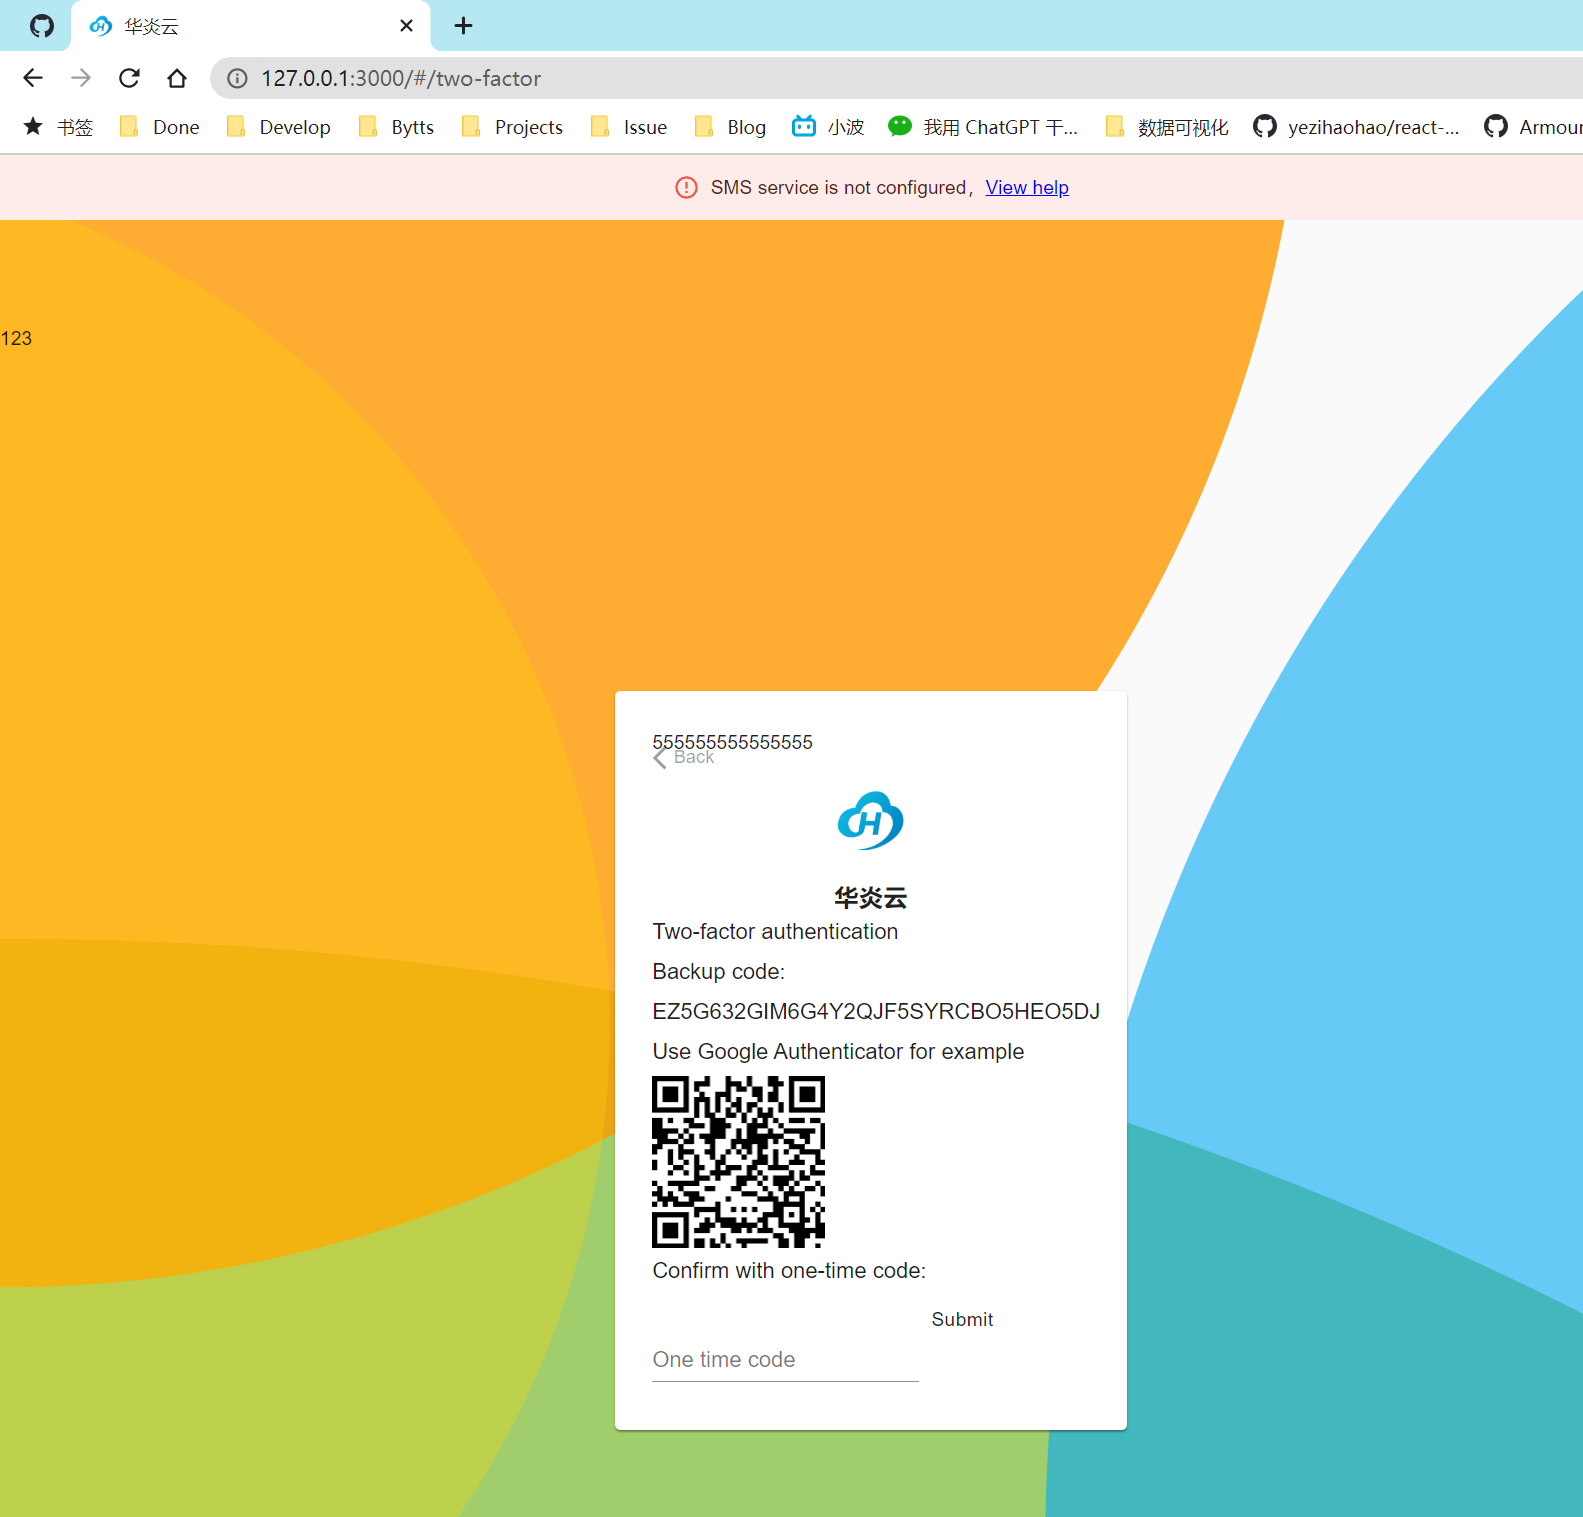 华炎云
127.0.0.1:3000/#/two-factor
书签 Done Develop Bytts Projects Issue Blog 小波 我用 ChatGPT 干... 数据可视化 yezihaohao/react-... Armour
SMS service is not configured，View help
123
555555555555555
Back
H
华炎云
Two-factor authentication
Backup code:
EZ5G632GIM6G4Y2QJF5SYRCBO5HEO5DJ
Use Google Authenticator for example
Confirm with one-time code:
Submit
One time code